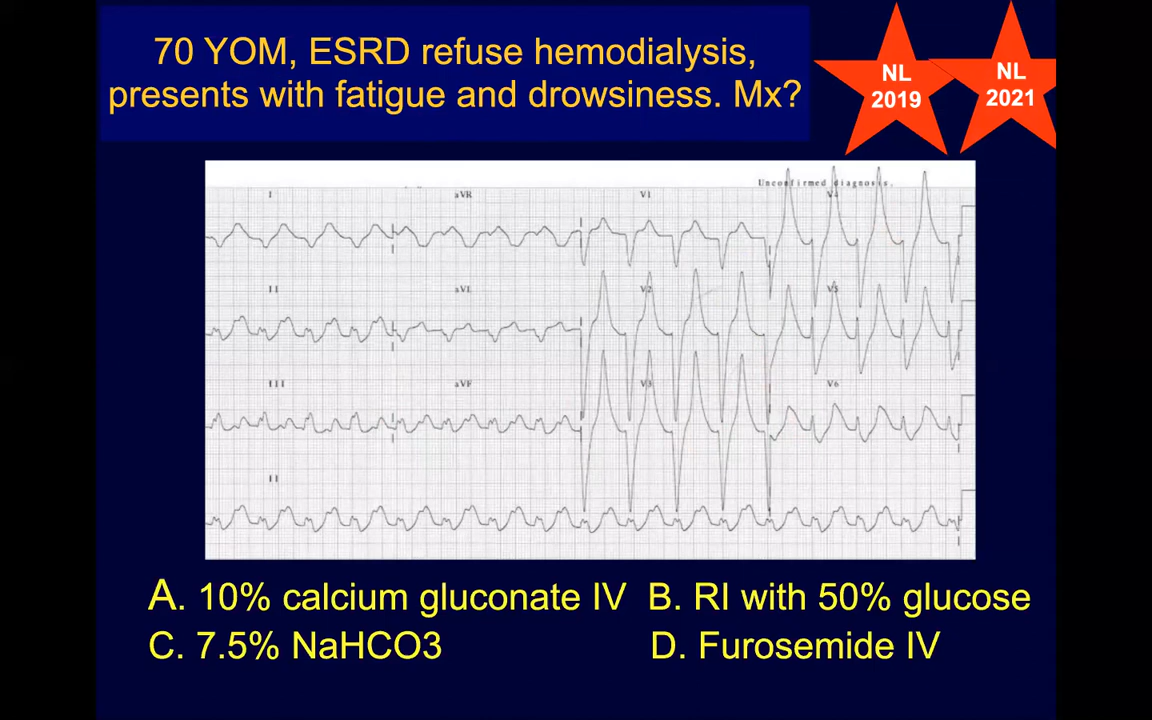 70 YOM, ESRD refuse hemodialysis,
presents with fatigue and drowsiness. Mx?
NL
2019
NL
2021
Unconfirmed diagnosis.
I
aVR
V1
V4
II
aVL
V2
V5
III
aVF
V3
V6
II
A. 10% calcium gluconate IV B. RI with 50% glucose
C. 7.5% NaHCO3 D. Furosemide IV